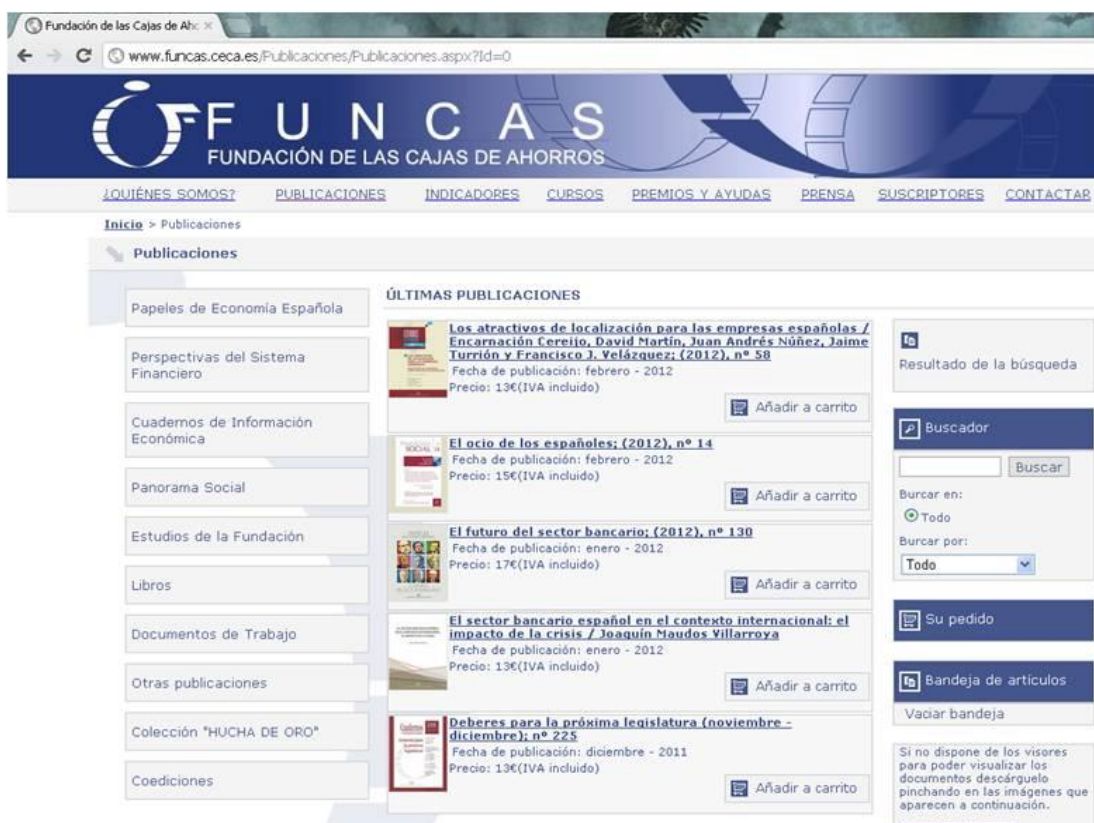 Fundación de las Cajas de Ahc ×
www.funcas.ceca.es/Publicaciones/Publicaciones.aspx?Id=0
FUNCAS
FUNDACIÓN DE LAS CAJAS DE AHORROS
¿QUIÉNES SOMOS? PUBLICACIONES INDICADORES CURSOS PREMIOS Y AYUDAS PRENSA SUSCRIPTORES CONTACTAR
Inicio > Publicaciones
Publicaciones
Papeles de Economía Española
Perspectivas del Sistema
Financiero
Cuadernos de Información
Económica
Panorama Social
Estudios de la Fundación
Libros
Documentos de Trabajo
Otras publicaciones
Colección "HUCHA DE ORO"
Coediciones
ÚLTIMAS PUBLICACIONES
Los atractivos de localización para las empresas españolas /
Encarnación Cereijo, David Martín, Juan Andrés Núñez, Jaime
Turrión y Francisco J. Velázquez; (2012), nº 58
Fecha de publicación: febrero - 2012
Precio: 13€(IVA incluido)
Añadir a carrito
El ocio de los españoles; (2012), nº 14
Fecha de publicación: febrero - 2012
Precio: 15€(IVA incluido)
Añadir a carrito
El futuro del sector bancario; (2012), nº 130
Fecha de publicación: enero - 2012
Precio: 17€(IVA incluido)
Añadir a carrito
El sector bancario español en el contexto internacional: el
impacto de la crisis / Joaquín Maudos Villarroya
Fecha de publicación: enero - 2012
Precio: 13€(IVA incluido)
Añadir a carrito
Deberes para la próxima legislatura (noviembre -
diciembre); nº 225
Fecha de publicación: diciembre - 2011
Precio: 13€(IVA incluido)
Añadir a carrito
Resultado de la búsqueda
Buscador
Buscar
Burcar en:
Todo
Burcar por:
Todo
Su pedido
Bandeja de artículos
Vaciar bandeja
Si no dispone de los visores
para poder visualizar los
documentos descárguelo
pinchando en las imágenes que
aparecen a continuación.